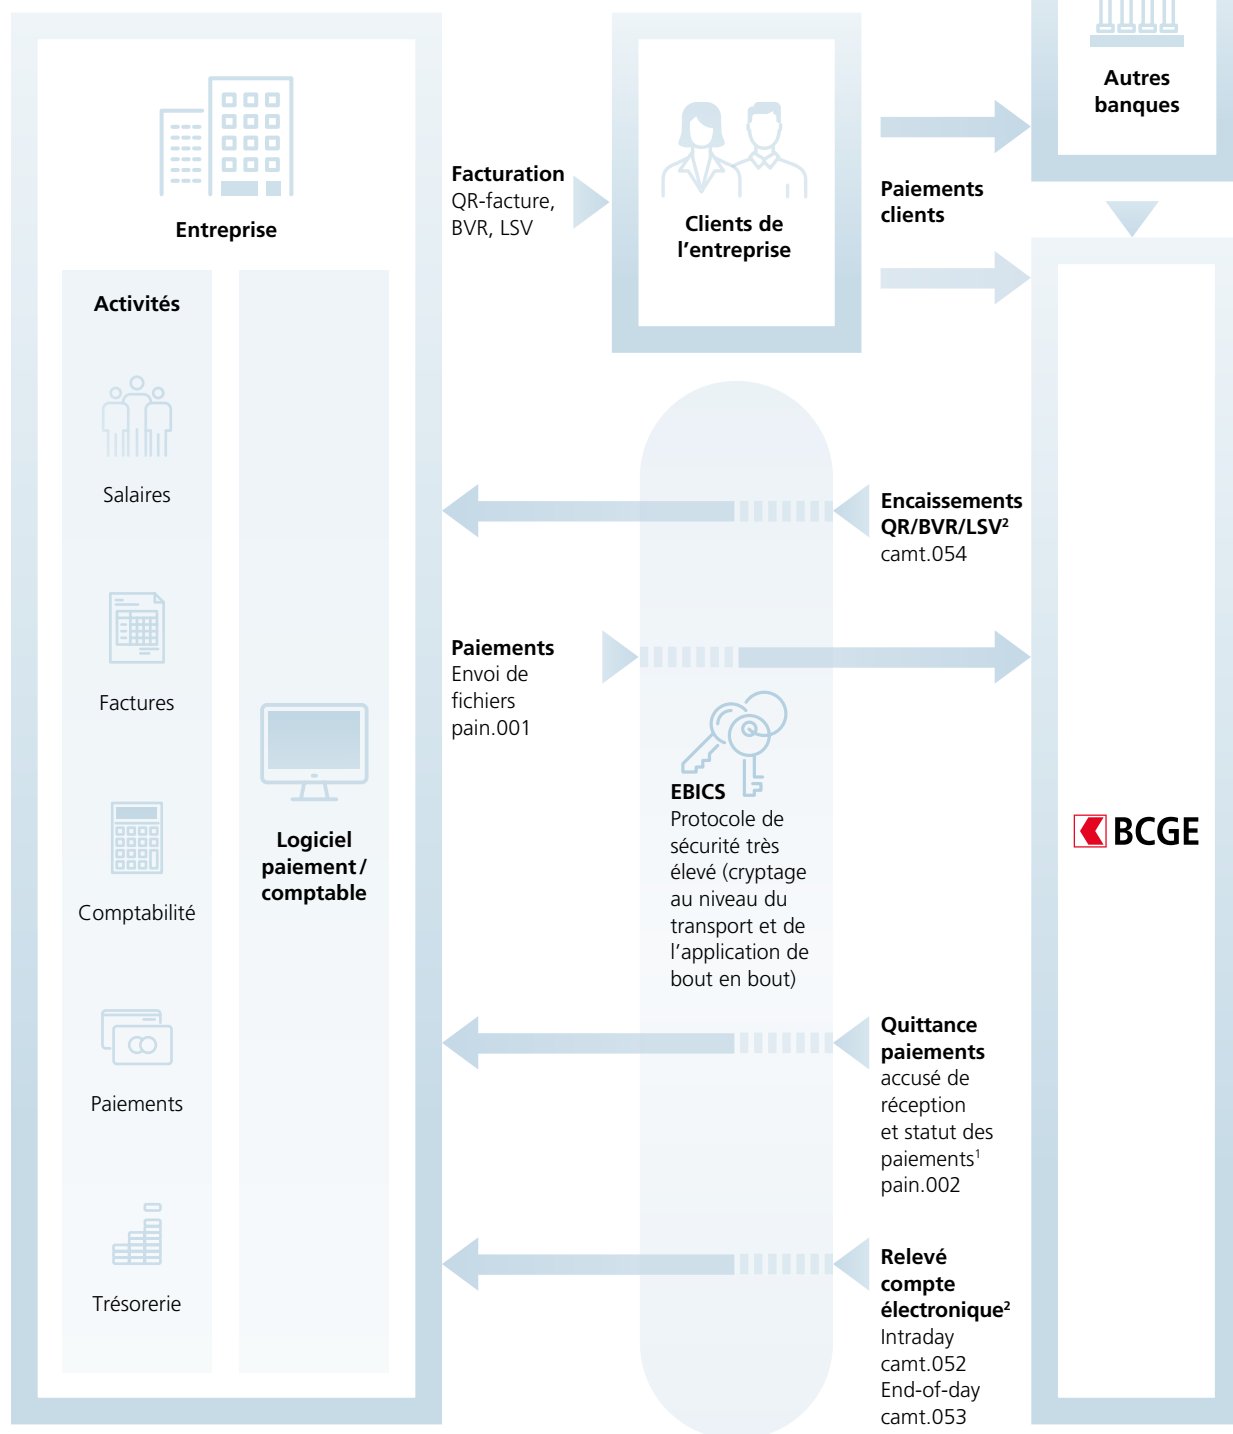 Entreprise
Activités
Salaires
Factures
Comptabilité
Paiements
Trésorerie
Logiciel
paiement /
comptable
Facturation
QR-facture,
BVR, LSV
Clients de
l’entreprise
Paiements
clients
Autres
banques
Encaissements
QR/BVR/LSV²
camt.054
Paiements
Envoi de
fichiers
pain.001
EBICS
Protocole de
sécurité très
élevé (cryptage
au niveau du
transport et de
l’application de
bout en bout)
BCGE
Quittance
paiements
accusé de
réception
et statut des
paiements¹
pain.002
Relevé
compte
électronique²
Intraday
camt.052
End-of-day
camt.053